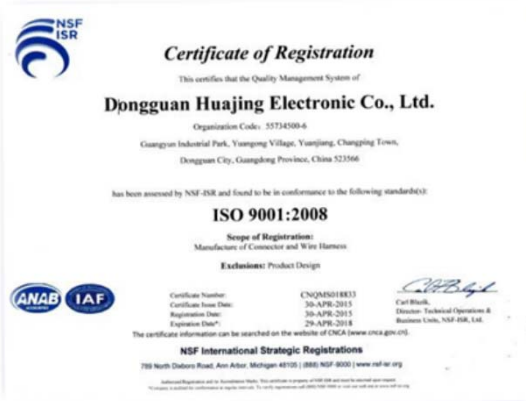 NSF
ISR
Certificate of Registration
This certifies that the Quality Management System of
Dongguan Huajing Electronic Co., Ltd.
Organization Code: 55734500-6
Guangyun Industrial Park, Yuangong Village, Yuanjiang, Changping Town,
Dongguan City, Guangdong Province, China 523566
has been assessed by NSF-ISR and found to be in conformance to the following standards(s):
ISO 9001:2008
Scope of Registration:
Manufacture of Connector and Wire Harness
Exclusions: Product Design
ANAB
IAF
Certificate Number: CNQMS018833
Certificate Issue Date: 30-APR-2015
Registration Date: 30-APR-2015
Expiration Date*: 29-APR-2018
Carl Blazik,
Director- Technical Operations &
Business Units, NSF-ISR, Ltd.
The certificate information can be searched on the website of CNCA (www.cnca.gov.cn).
NSF International Strategic Registrations
789 North Dixboro Road, Ann Arbor, Michigan 48105 | (888) NSF-9000 | www.nsf-isr.org